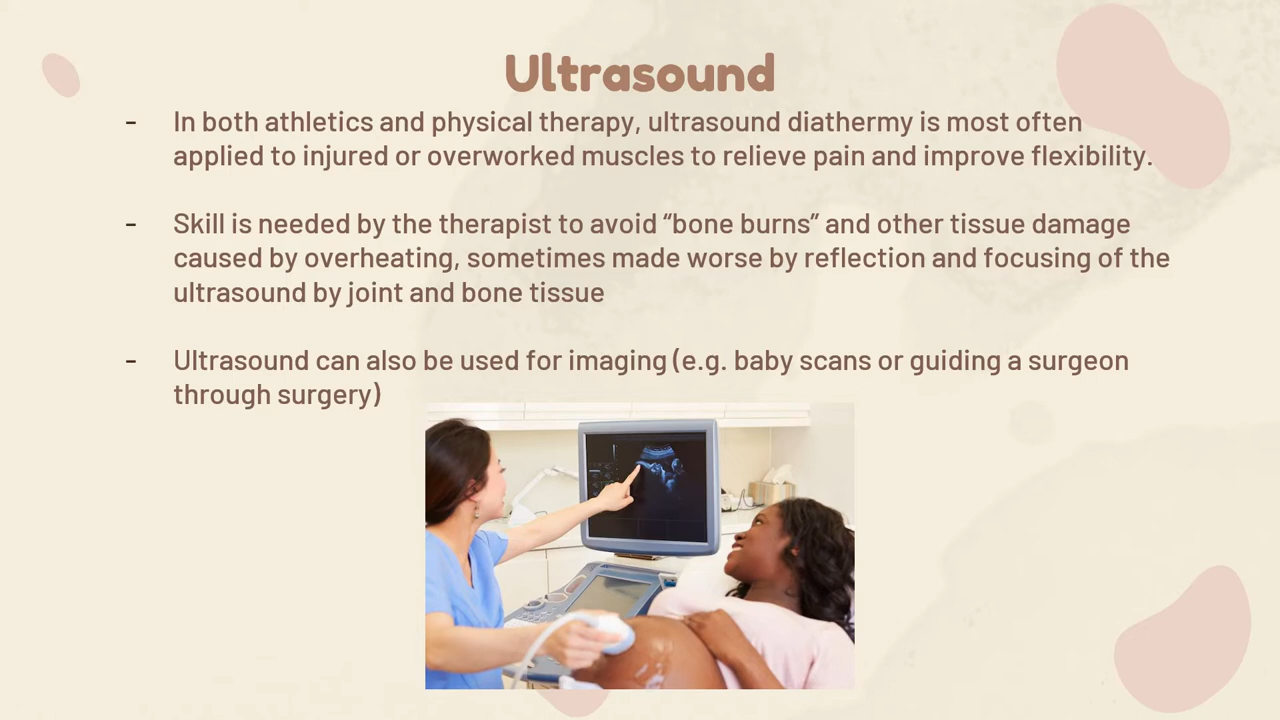 Ultrasound
- In both athletics and physical therapy, ultrasound diathermy is most often
applied to injured or overworked muscles to relieve pain and improve flexibility.
- Skill is needed by the therapist to avoid “bone burns” and other tissue damage
caused by overheating, sometimes made worse by reflection and focusing of the
ultrasound by joint and bone tissue
- Ultrasound can also be used for imaging (e.g. baby scans or guiding a surgeon
through surgery)